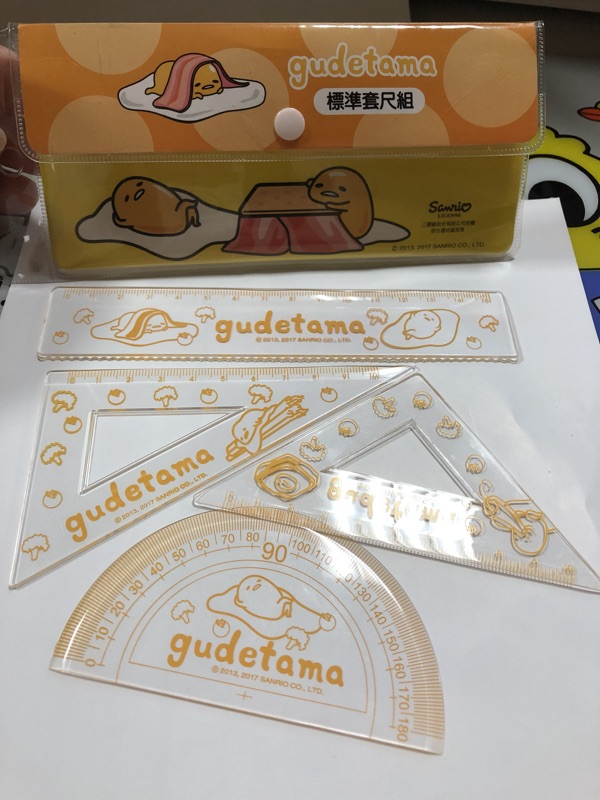 gudetama
標準套尺組
Sanrio
LICENSE
© 2013, 2017 SANRIO CO., LTD.
gudetama
© 2013, 2017 SANRIO CO., LTD.
gudetama
© 2013, 2017 SANRIO CO., LTD.
gudetama
0 10 20 30 40 50 60 70 80 90 100 110 120 130 140 150 160 170 180
gudetama
© 2013, 2017 SANRIO CO., LTD.